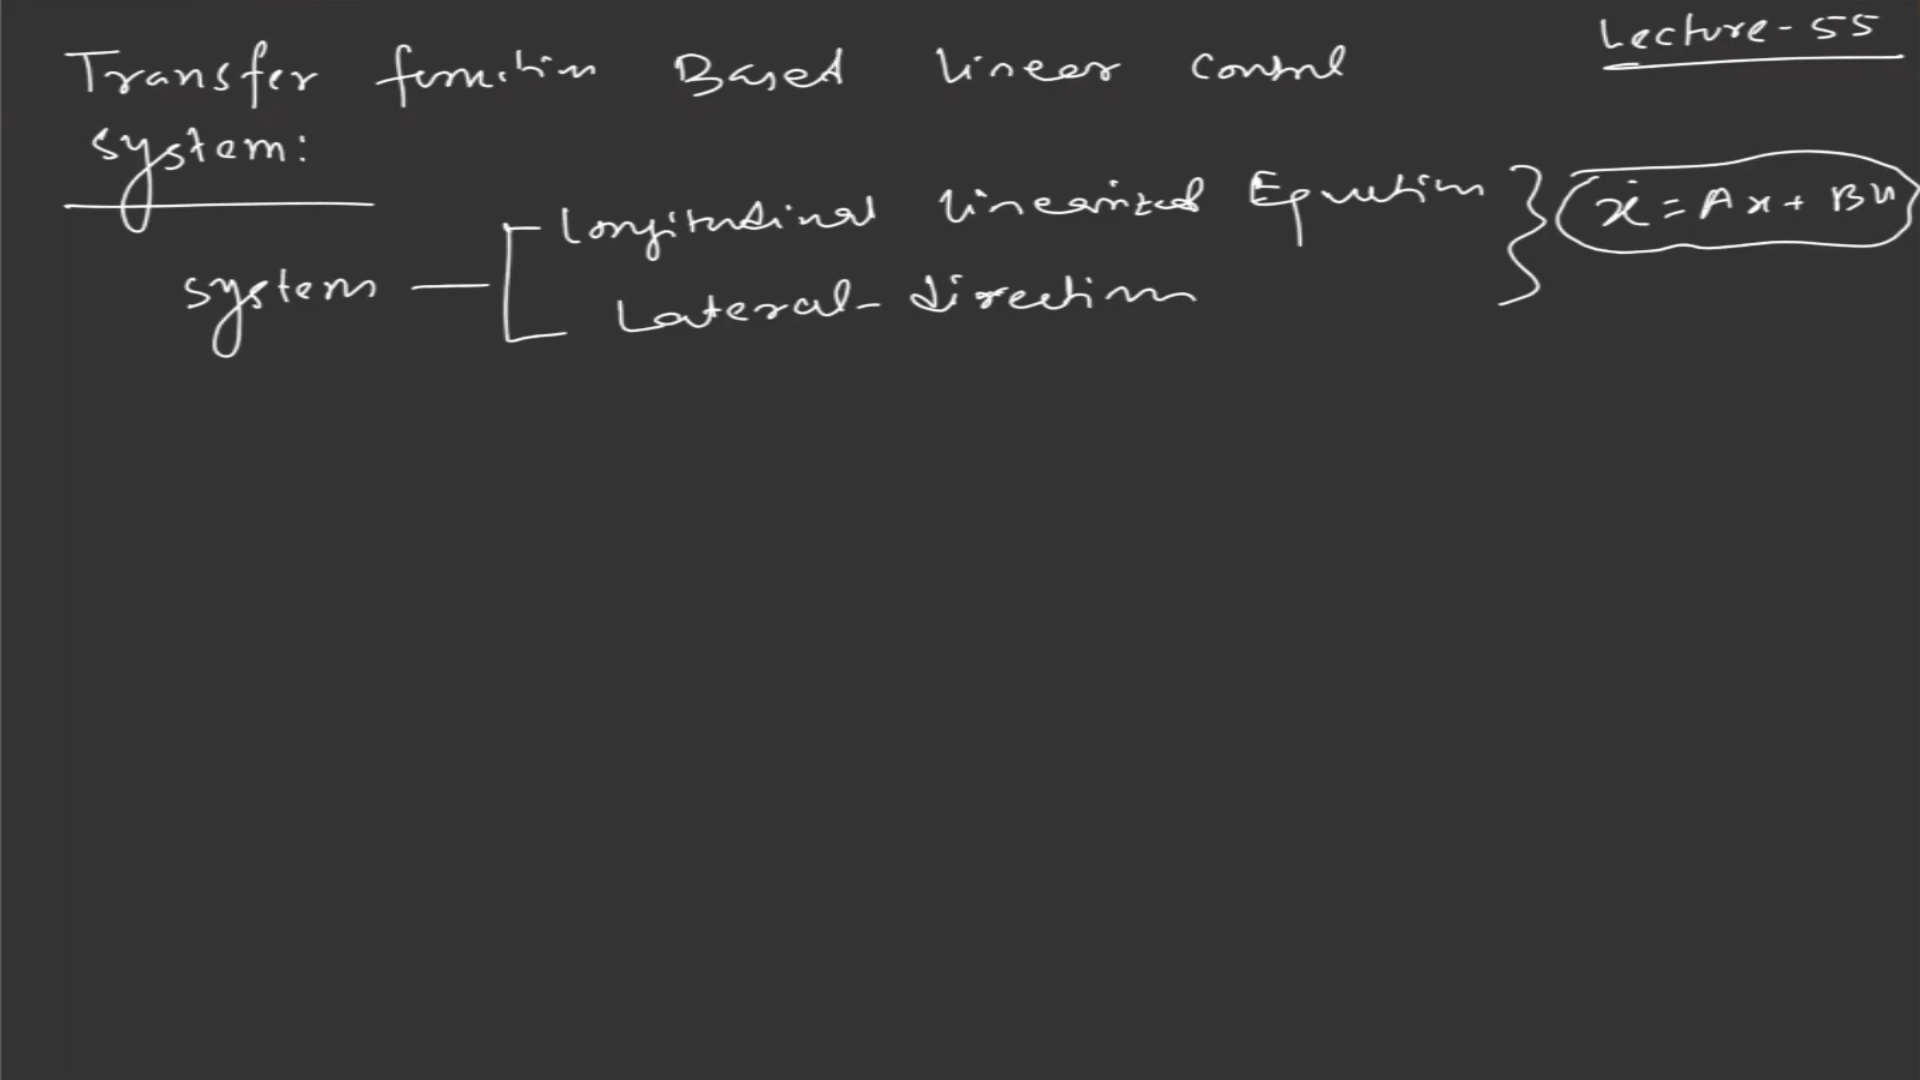 Lecture-55
Transfer function Based linear control
system:
system — Longitudinal linearized Equation } ẋ = Ax + Bu
Lateral-direction